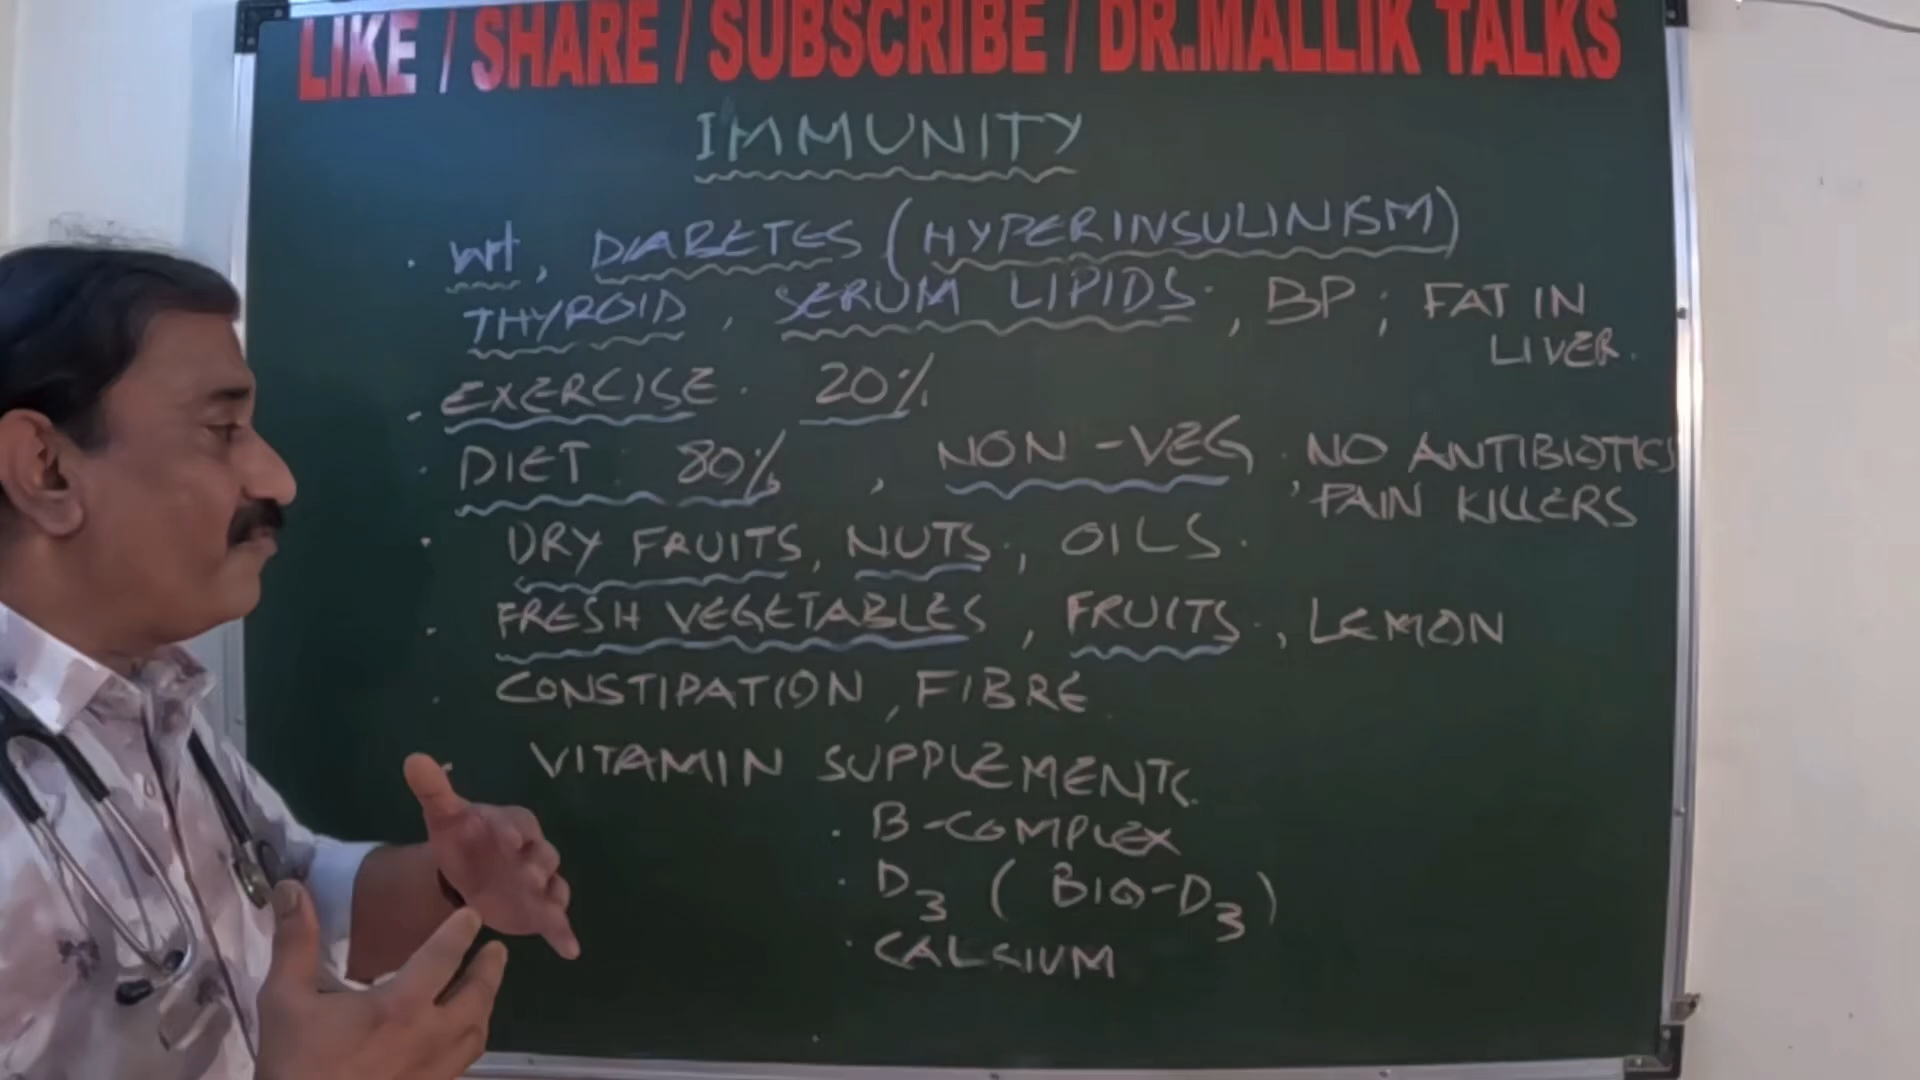 LIKE / SHARE / SUBSCRIBE / DR.MALLIK TALKS
IMMUNITY
· wt, DIABETES (HYPERINSULINISM)
THYROID, SERUM LIPIDS, BP; FAT IN
LIVER.
· EXERCISE. 20%
· DIET : 80%, NON-VEG. NO ANTIBIOTICS
, PAIN KILLERS
· DRY FRUITS, NUTS, OILS.
· FRESH VEGETABLES, FRUITS, LEMON
· CONSTIPATION, FIBRE
· VITAMIN SUPPLEMENTS.
· B-COMPLEX
· D3 (BIO-D3)
· CALCIUM